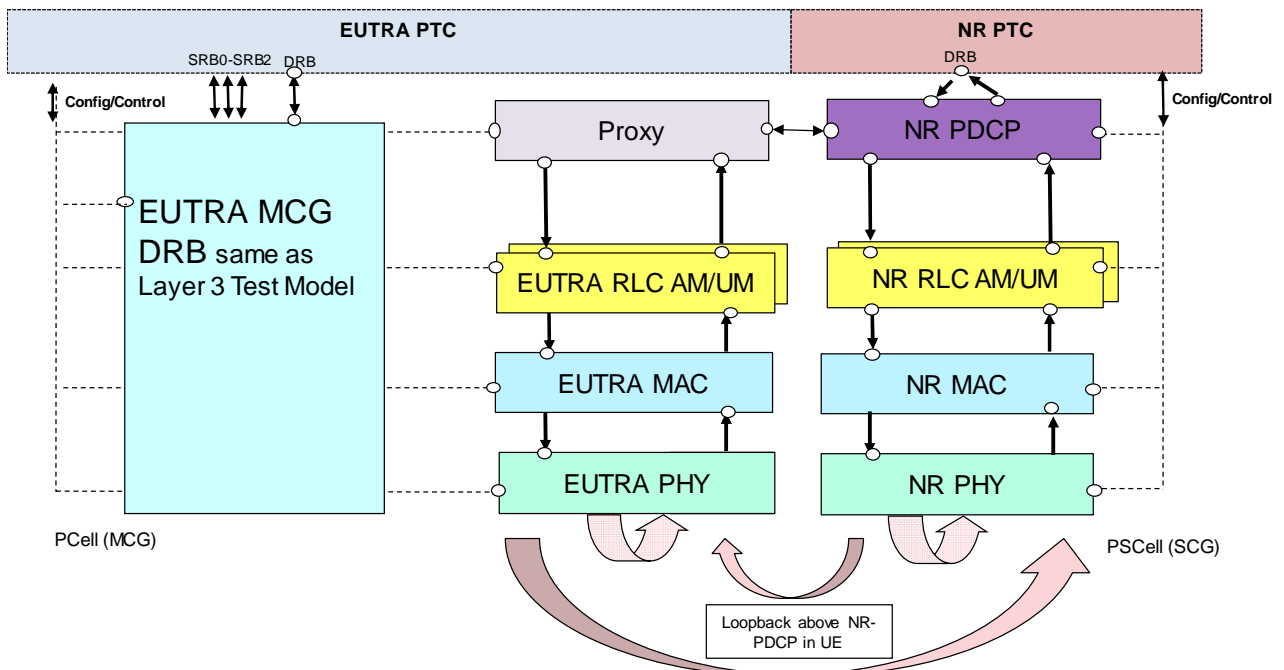 EUTRA PTC
NR PTC
SRB0-SRB2
DRB
DRB
Config/Control
Config/Control
Proxy
NR PDCP
EUTRA MCG
DRB same as
Layer 3 Test Model
EUTRA RLC AM/UM
NR RLC AM/UM
EUTRA MAC
NR MAC
EUTRA PHY
NR PHY
PCell (MCG)
PSCell (SCG)
Loopback above NR-
PDCP in UE